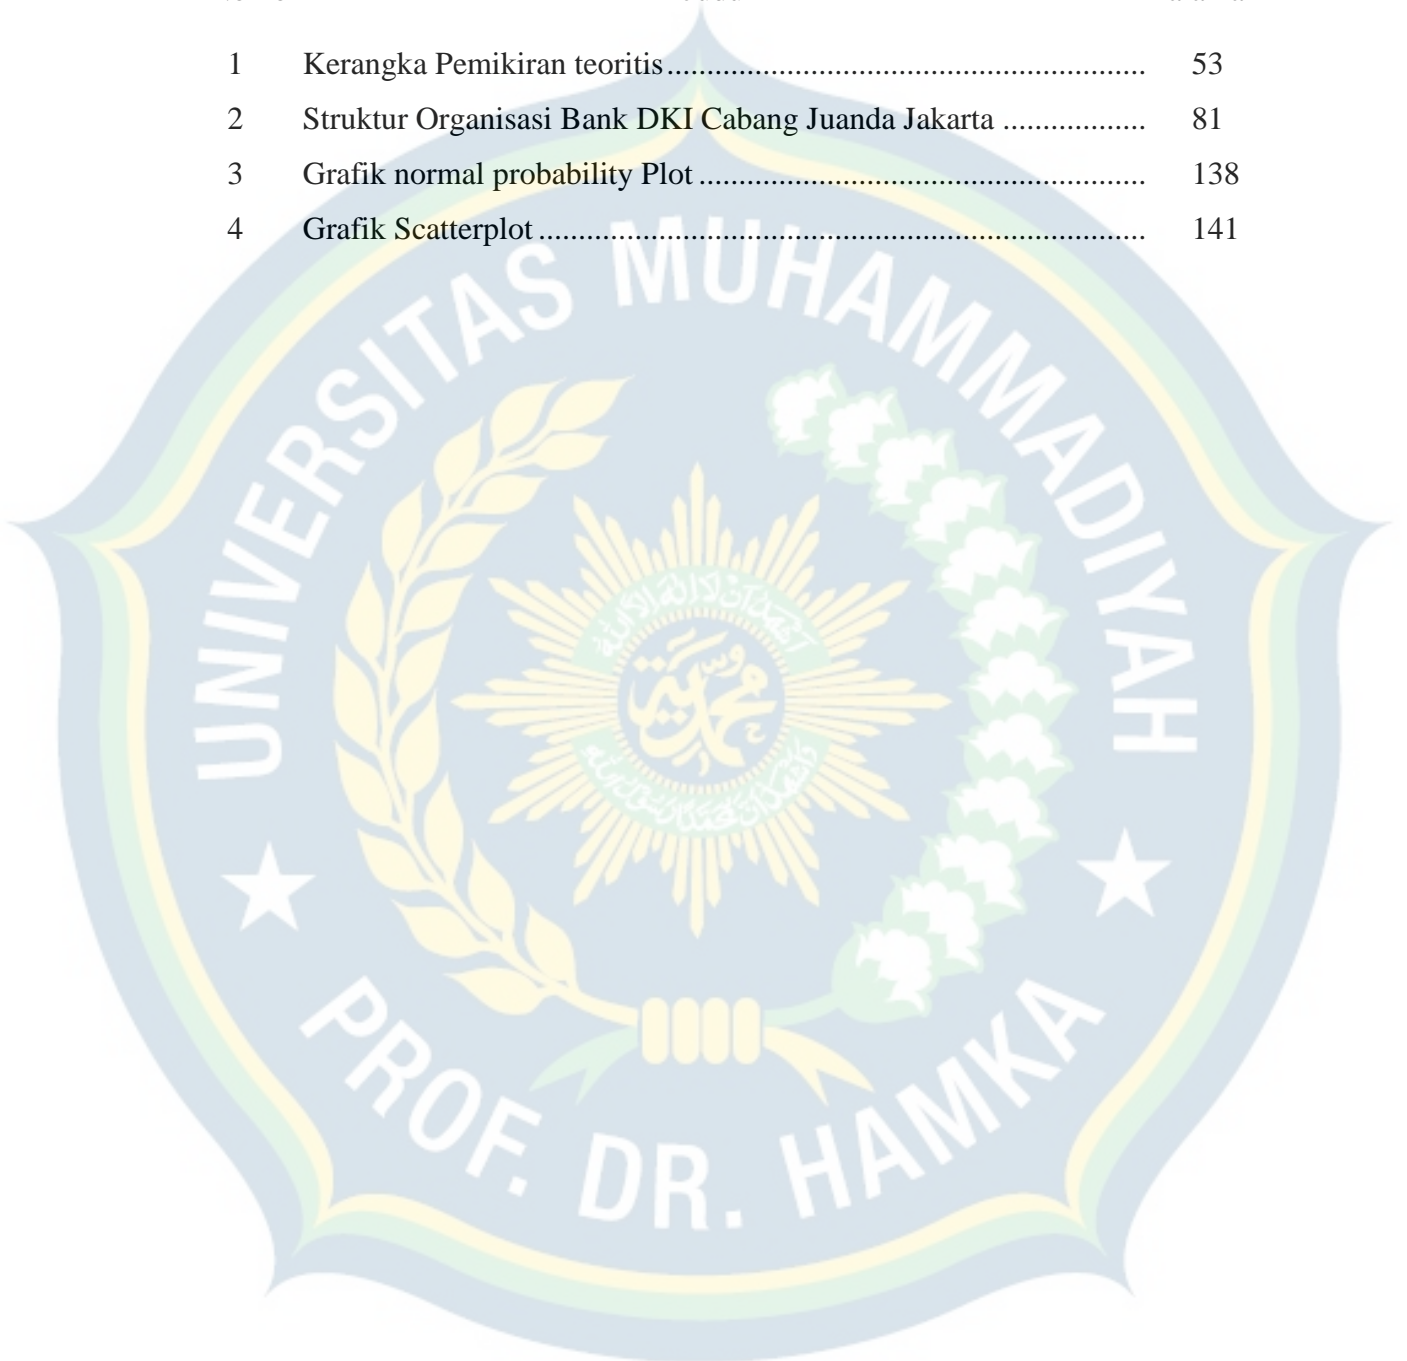 1 Kerangka Pemikiran teoritis............................................................ 53
2 Struktur Organisasi Bank DKI Cabang Juanda Jakarta .................. 81
3 Grafik normal probability Plot ........................................................ 138
4 Grafik Scatterplot ............................................................................ 141
UNIVERSITAS MUHAMMADIYAH
PROF. DR. HAMKA